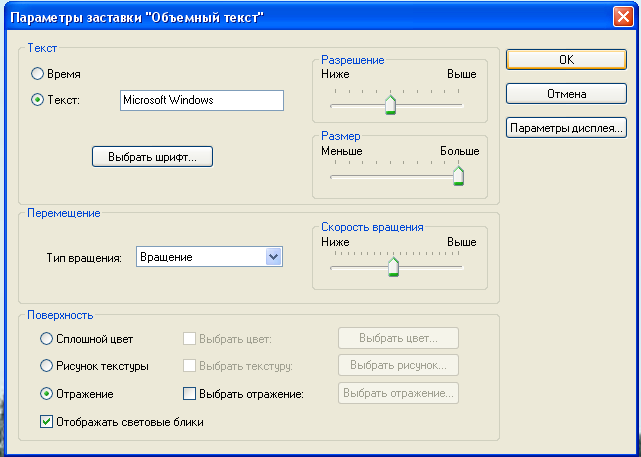 Параметры заставки "Объемный текст"
Текст
Время
Текст:
Microsoft Windows
Выбрать шрифт...
Разрешение
Ниже Выше
Размер
Меньше Больше
OK
Отмена
Параметры дисплея...
Перемещение
Тип вращения:
Вращение
Скорость вращения
Ниже Выше
Поверхность
Сплошной цвет
Выбрать цвет:
Выбрать цвет...
Рисунок текстуры
Выбрать текстуру:
Выбрать рисунок...
Отражение
Выбрать отражение:
Выбрать отражение...
Отображать световые блики